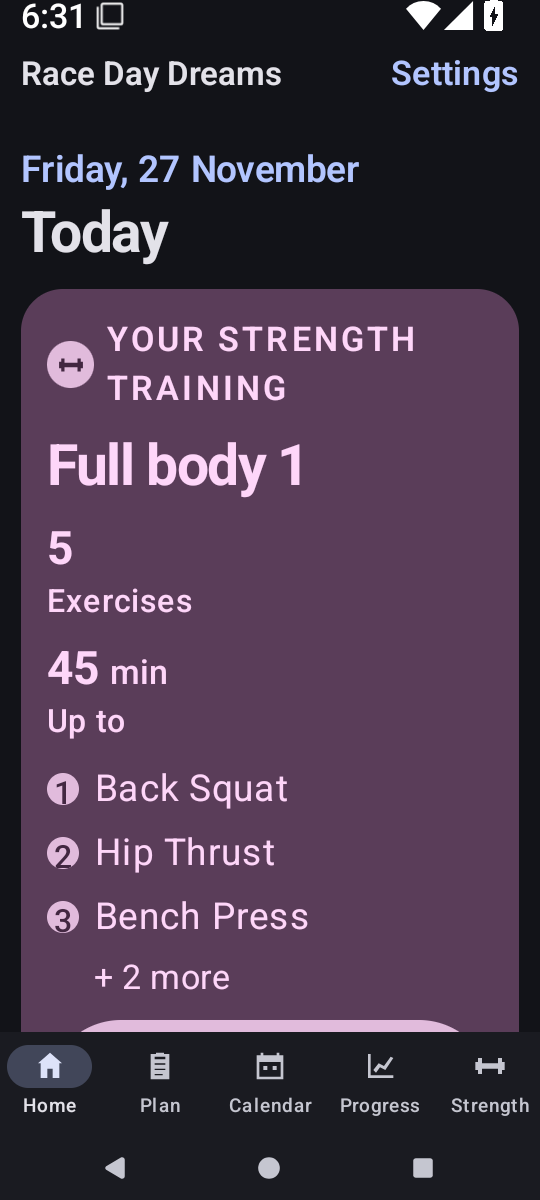 6:31
Race Day Dreams
Settings
Friday, 27 November
Today
YOUR STRENGTH
TRAINING
Full body 1
5
Exercises
45 min
Up to
1 Back Squat
2 Hip Thrust
3 Bench Press
+ 2 more
Home
Plan
Calendar
Progress
Strength